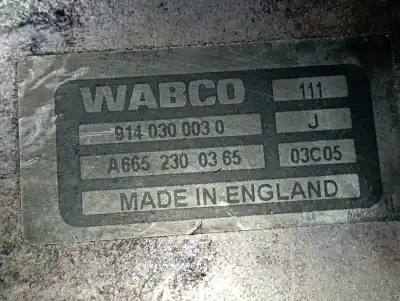 WABCO 111
914 030 003 0 J
A665 230 03 65 03C05
MADE IN ENGLAND